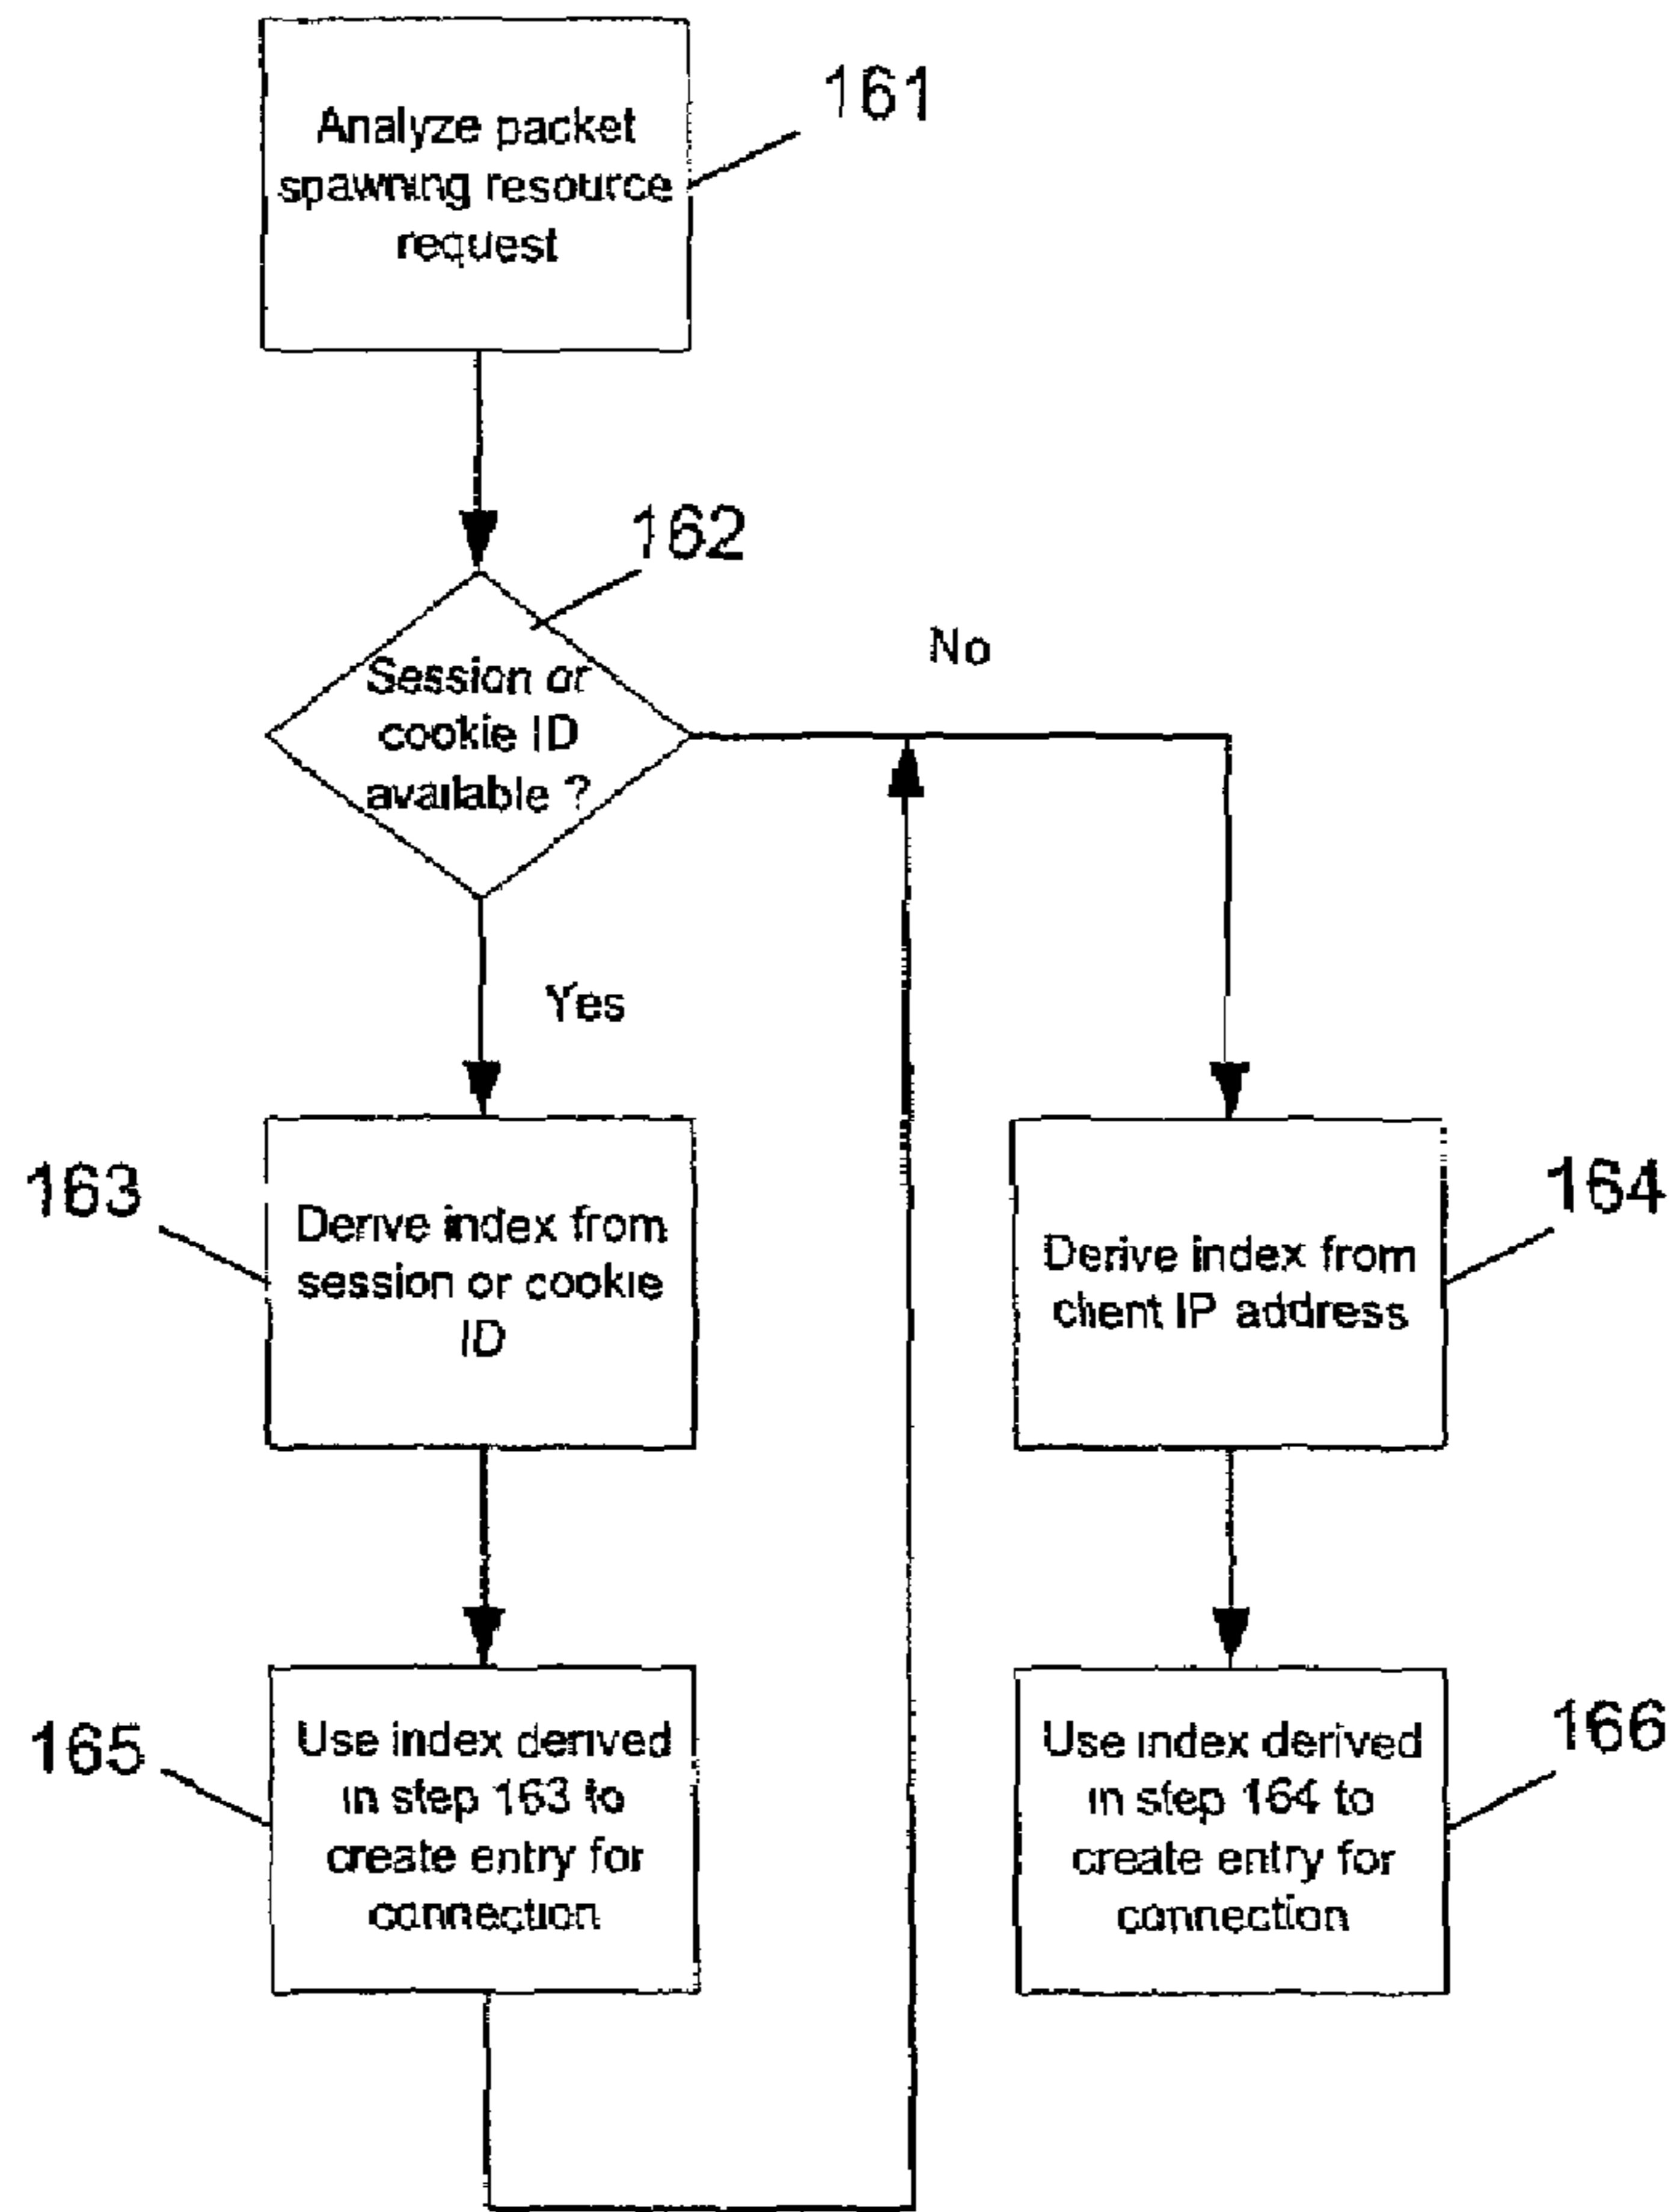 Analyze packet
spawning resource
request
161
162
Session or
cookie ID
available ?
No
Yes
163
Derive index from
session or cookie
ID
164
Derive index from
client IP address
165
Use index derived
in step 163 to
create entry for
connection
166
Use index derived
in step 164 to
create entry for
connection